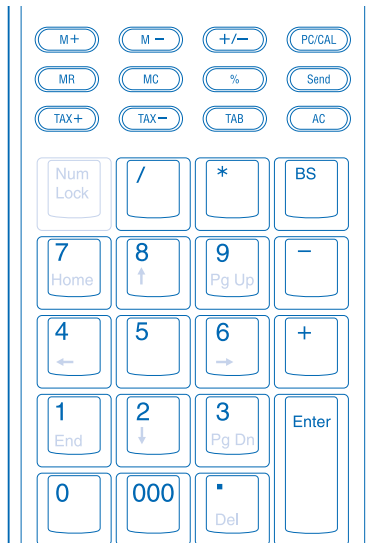 M+ M− +/− PC/CAL
MR MC % Send
TAX+ TAX− TAB AC
Num Lock / * BS
7 8 9 −
Home ↑ Pg Up
4 5 6 +
← →
1 2 3 Enter
End ↓ Pg Dn
0 000 .
Del